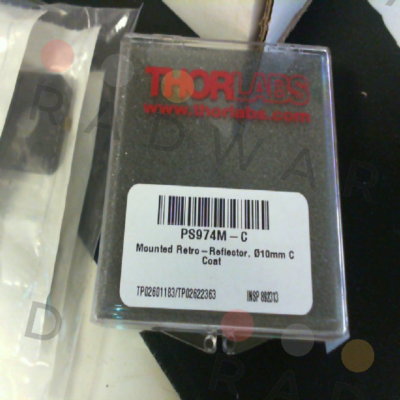 THORLABS
www.thorlabs.com
PS974M-C
Mounted Retro-Reflector, Ø10mm C
Coat
TP02601183/TP02622363
INSP